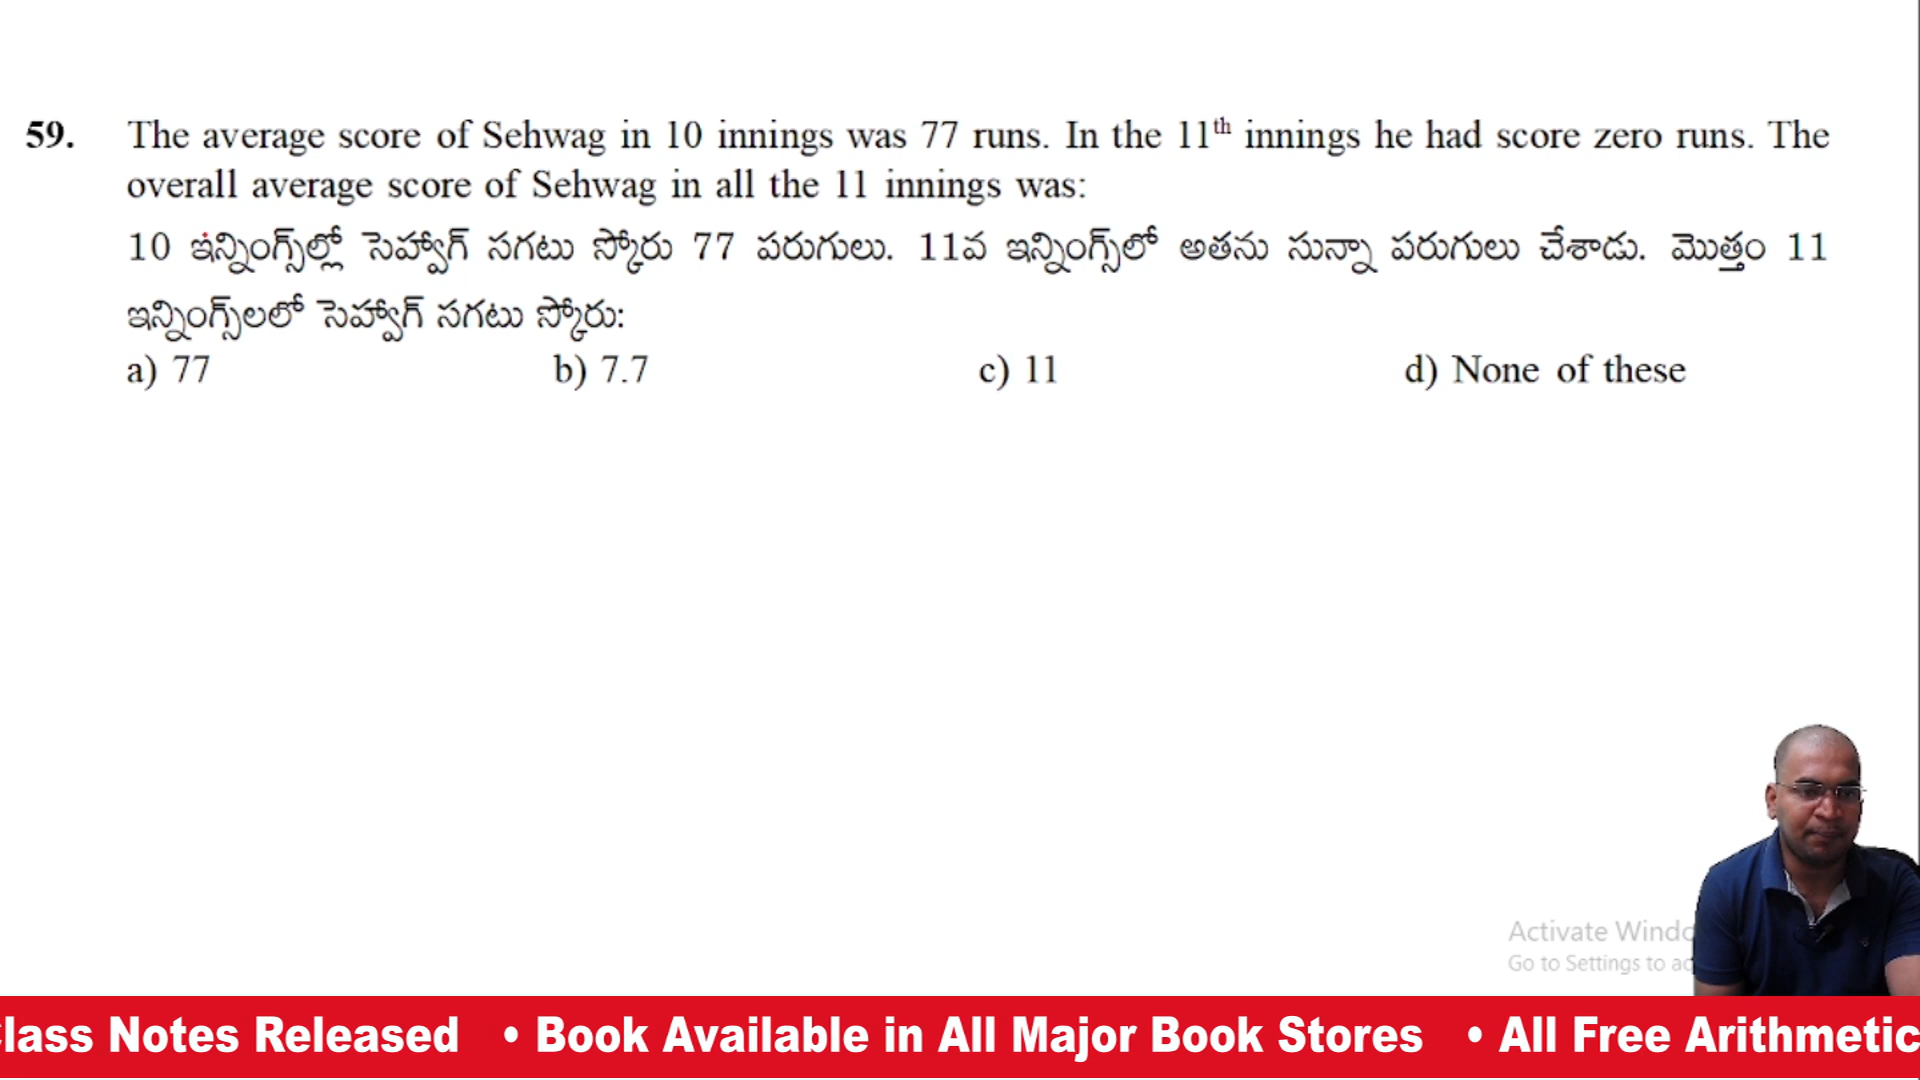 59. The average score of Sehwag in 10 innings was 77 runs. In the 11th innings he had score zero runs. The
overall average score of Sehwag in all the 11 innings was:
10 ఇన్నింగ్స్‌ల్లో సెహ్వాగ్ సగటు స్కోరు 77 పరుగులు. 11వ ఇన్నింగ్స్‌లో అతను సున్నా పరుగులు చేశాడు. మొత్తం 11
ఇన్నింగ్స్‌లలో సెహ్వాగ్ సగటు స్కోరు:
a) 77 b) 7.7 c) 11 d) None of these
Activate Windo
Go to Settings to ac
lass Notes Released • Book Available in All Major Book Stores • All Free Arithmetic